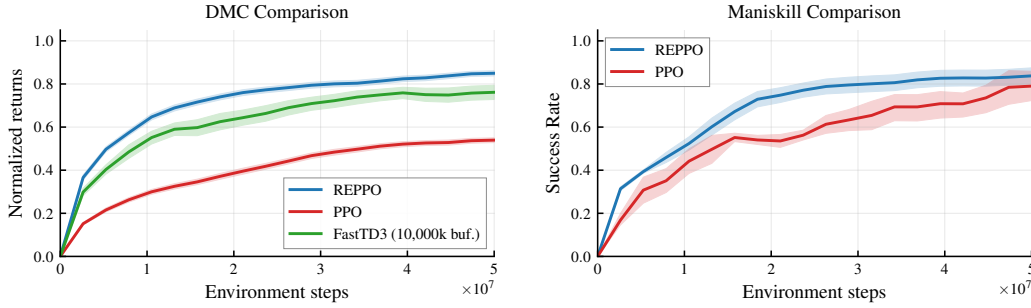 DMC Comparison
Normalized returns
1.0
0.8
0.6
0.4
0.2
0.0
REPPO
PPO
FastTD3 (10,000k buf.)
0 1 2 3 4 5
Environment steps
×10⁷
Maniskill Comparison
Success Rate
1.0
0.8
0.6
0.4
0.2
0.0
REPPO
PPO
0 1 2 3 4 5
Environment steps
×10⁷